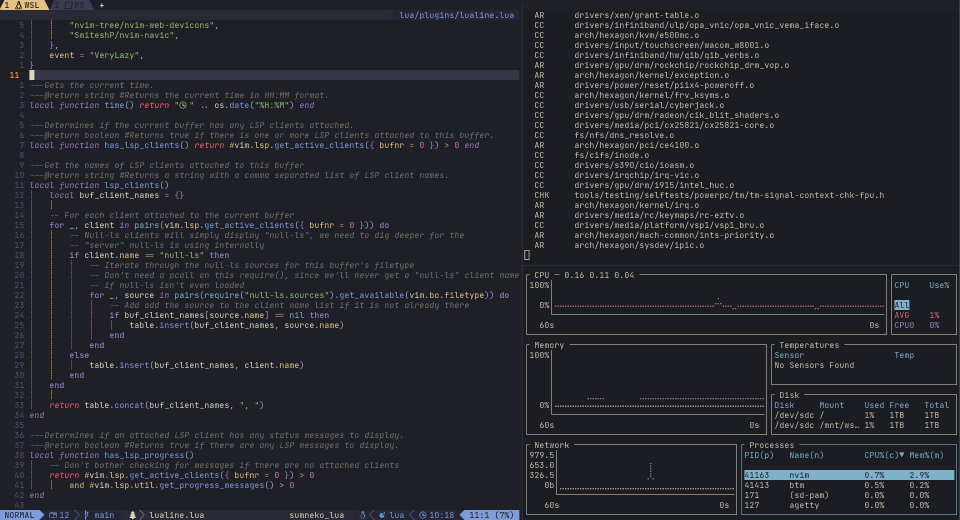 1 WSL 2 PS +
lua/plugins/lualine.lua
5 "nvim-tree/nvim-web-devicons",
4 "SmiteshP/nvim-navic",
3 },
2 event = "VeryLazy",
1 }
11
1 ---Gets the current time.
2 ---@return string #Returns the current time in HH:MM format.
3 local function time() return " " .. os.date("%H:%M") end
4
5 ---Determines if the current buffer has any LSP clients attached.
6 ---@return boolean #Returns true if there is one or more LSP clients attached to this buffer.
7 local function has_lsp_clients() return #vim.lsp.get_active_clients({ bufnr = 0 }) > 0 end
8
9 ---Get the names of LSP clients attached to this buffer
10 ---@return string #Returns a string with a comma separated list of LSP client names.
11 local function lsp_clients()
12 local buf_client_names = {}
13
14 -- For each client attached to the current buffer
15 for _, client in pairs(vim.lsp.get_active_clients({ bufnr = 0 })) do
16 -- Null-ls clients will simply display "null-ls", we need to dig deeper for the
17 -- "server" null-ls is using internally
18 if client.name == "null-ls" then
19 -- Iterate through the null-ls sources for this buffer's filetype
20 -- Don't need a pcall on this require(), since we'll never get a "null-ls" client name
21 -- if null-ls isn't even loaded
22 for _, source in pairs(require("null-ls.sources").get_available(vim.bo.filetype)) do
23 -- Add add the source to the client name list if it is not already there
24 if buf_client_names[source.name] == nil then
25 table.insert(buf_client_names, source.name)
26 end
27 end
28 else
29 table.insert(buf_client_names, client.name)
30 end
31 end
32
33 return table.concat(buf_client_names, ", ")
34 end
35
36 ---Determines if an attached LSP client has any status messages to display.
37 ---@return boolean #Returns true if there are any LSP messages to display.
38 local function has_lsp_progress()
39 -- Don't bother checking for messages if there are no attached clients
40 return #vim.lsp.get_active_clients({ bufnr = 0 }) > 0
41 and #vim.lsp.util.get_progress_messages() > 0
42 end
43
NORMAL 12 main lualine.lua sumneko_lua lua 10:18 11:1 (7%)
AR drivers/xen/grant-table.o
CC drivers/infiniband/ulp/opa_vnic/opa_vnic_vema_iface.o
CC arch/hexagon/kvm/e500mc.o
CC drivers/input/touchscreen/wacom_w8001.o
CC drivers/infiniband/hw/qib/qib_verbs.o
CC drivers/gpu/drm/rockchip/rockchip_drm_vop.o
AR arch/hexagon/kernel/exception.o
AR drivers/power/reset/piix4-poweroff.o
CC arch/hexagon/kernel/frv_ksyms.o
CC drivers/usb/serial/cyberjack.o
CC drivers/gpu/drm/radeon/cik_blit_shaders.o
CC drivers/media/pci/cx25821/cx25821-core.o
CC fs/nfs/dns_resolve.o
AR arch/hexagon/pci/ce4100.o
CC fs/cifs/inode.o
CC drivers/s390/cio/ioasm.o
CC drivers/irqchip/irq-vic.o
CC drivers/gpu/drm/i915/intel_huc.o
CHK tools/testing/selftests/powerpc/tm/tm-signal-context-chk-fpu.h
AR arch/hexagon/kernel/irq.o
AR drivers/media/rc/keymaps/rc-eztv.o
CC drivers/media/platform/vsp1/vsp1_bru.o
AR arch/hexagon/mach-common/ints-priority.o
AR arch/hexagon/sysdev/ipic.o
CPU — 0.16 0.11 0.04
100%
0%
60s 0s
CPU Use%
All
AVG 1%
CPU0 0%
Memory
100%
0%
60s 0s
Temperatures
Sensor Temp
No Sensors Found
Disk
Disk Mount Used Free Total
/dev/sdc / 1% 1TB 1TB
/dev/sdc /mnt/ws… 1% 1TB 1TB
Network
979.5
653.0
326.5
0b
60s 0s
Processes
PID(p) Name(n) CPU%(c)▼ Mem%(m)
41163 nvim 0.7% 2.9%
41413 btm 0.5% 0.2%
171 (sd-pam) 0.0% 0.0%
127 agetty 0.0% 0.0%